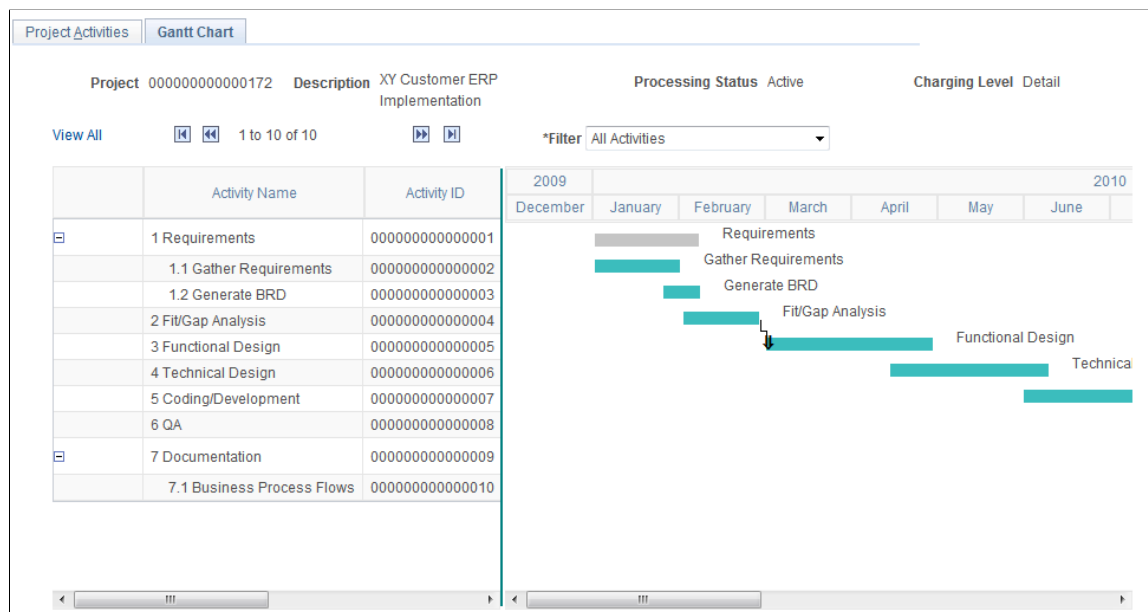 Project Activities
Gantt Chart
Project 000000000000172 Description XY Customer ERP Implementation Processing Status Active Charging Level Detail
View All 1 to 10 of 10 *Filter All Activities
Activity Name Activity ID 2009 2010
December January February March April May June
1 Requirements 000000000000001 Requirements
1.1 Gather Requirements 000000000000002 Gather Requirements
1.2 Generate BRD 000000000000003 Generate BRD
2 Fit/Gap Analysis 000000000000004 Fit/Gap Analysis
3 Functional Design 000000000000005 Functional Design
4 Technical Design 000000000000006 Technical
5 Coding/Development 000000000000007
6 QA 000000000000008
7 Documentation 000000000000009
7.1 Business Process Flows 000000000000010